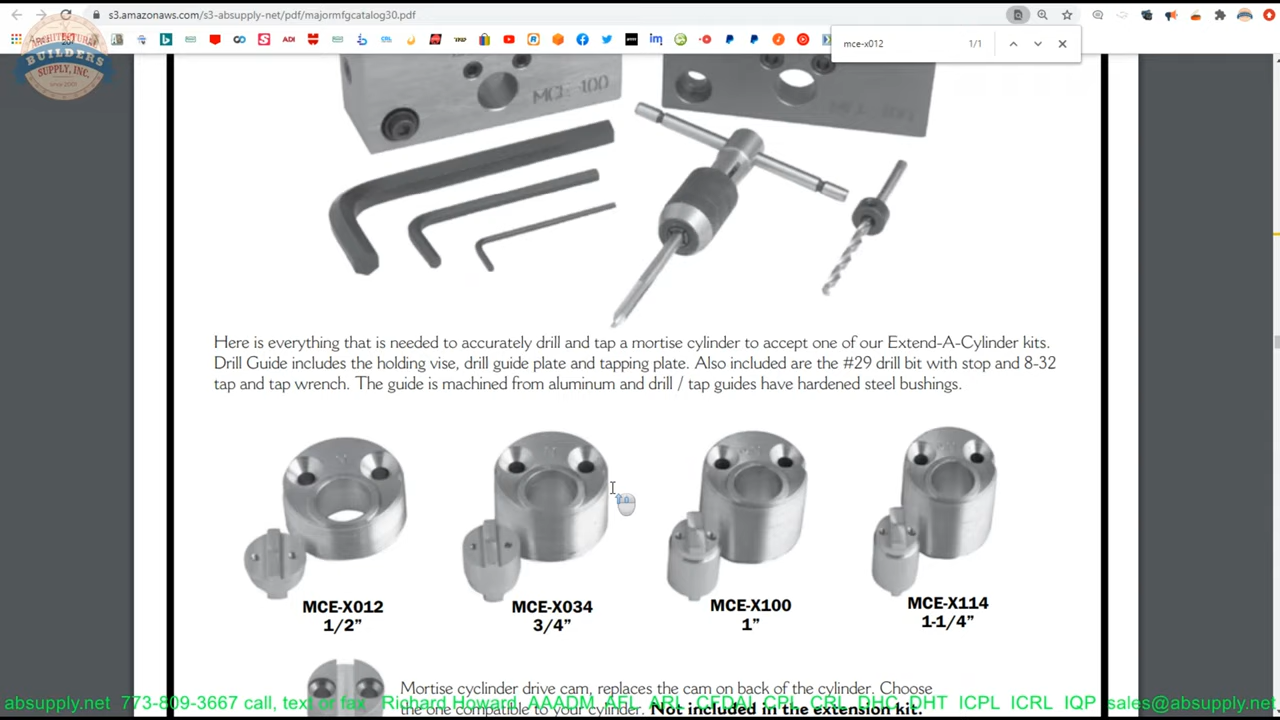 s3.amazonaws.com/s3-absupply-net/pdf/majormfgcatalog30.pdf
mce-x012
1/1
ARCHITECTURAL
BUILDERS
SUPPLY, INC.
since 2005
MCE-100
Here is everything that is needed to accurately drill and tap a mortise cylinder to accept one of our Extend-A-Cylinder kits.
Drill Guide includes the holding vise, drill guide plate and tapping plate. Also included are the #29 drill bit with stop and 8-32
tap and tap wrench. The guide is machined from aluminum and drill / tap guides have hardened steel bushings.
MCE-X012
1/2”
MCE-X034
3/4”
MCE-X100
1”
MCE-X114
1-1/4”
Mortise cyclinder drive cam, replaces the cam on back of the cylinder. Choose
the one compatible to your cylinder. Not included in the extension kit.
absupply.net 773-809-3667 call, text or fax Richard Howard, AAADM, AFL, ARL, CFDAI, CPL, CRL, DHC, DHT ICPL ICRL IQP sales@absupply.net